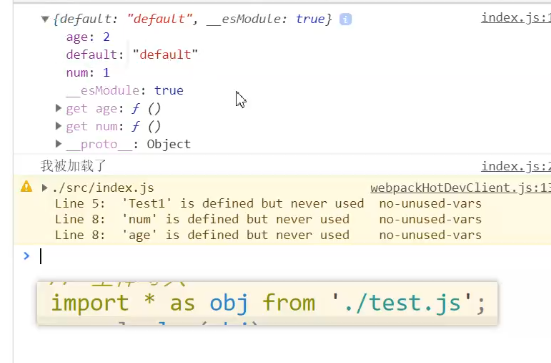 ▼{default: "default", __esModule: true} i
index.js:1
age: 2
default: "default"
num: 1
__esModule: true
▶ get age: ƒ ()
▶ get num: ƒ ()
▶ __proto__: Object
我被加载了
index.js:2
▶./src/index.js
webpackHotDevClient.js:13
Line 5: 'Test1' is defined but never used no-unused-vars
Line 8: 'num' is defined but never used no-unused-vars
Line 8: 'age' is defined but never used no-unused-vars
>
import * as obj from './test.js';